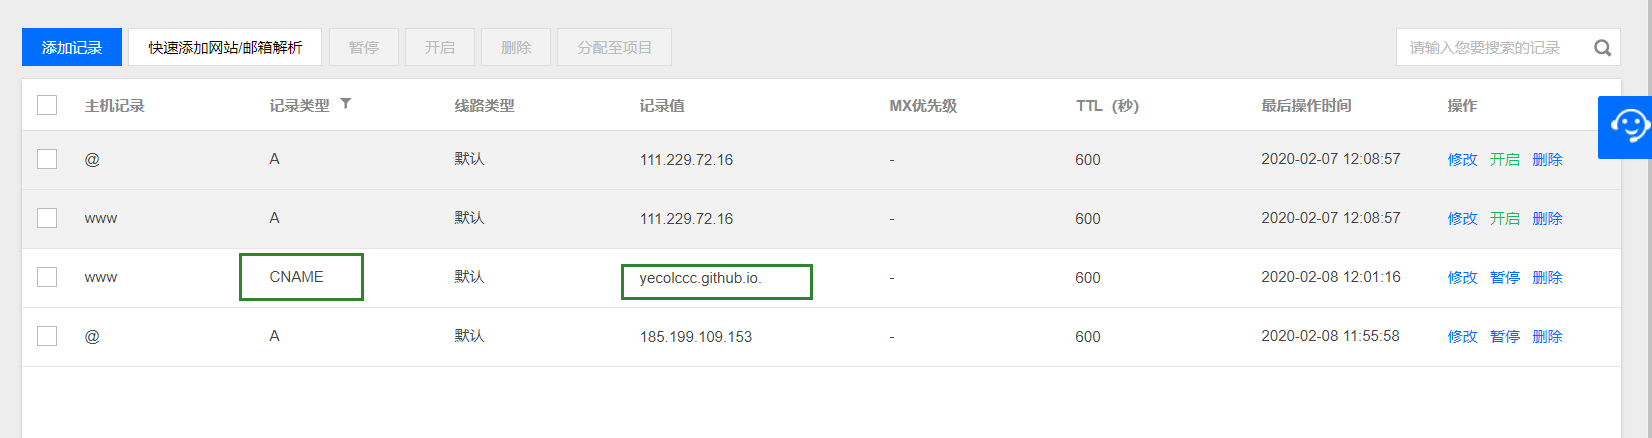 添加记录 快速添加网站/邮箱解析 暂停 开启 删除 分配至项目 请输入您要搜索的记录
主机记录 记录类型 线路类型 记录值 MX优先级 TTL（秒） 最后操作时间 操作
@ A 默认 111.229.72.16 - 600 2020-02-07 12:08:57 修改 开启 删除
www A 默认 111.229.72.16 - 600 2020-02-07 12:08:57 修改 开启 删除
www CNAME 默认 yecolccc.github.io. - 600 2020-02-08 12:01:16 修改 暂停 删除
@ A 默认 185.199.109.153 - 600 2020-02-08 11:55:58 修改 暂停 删除